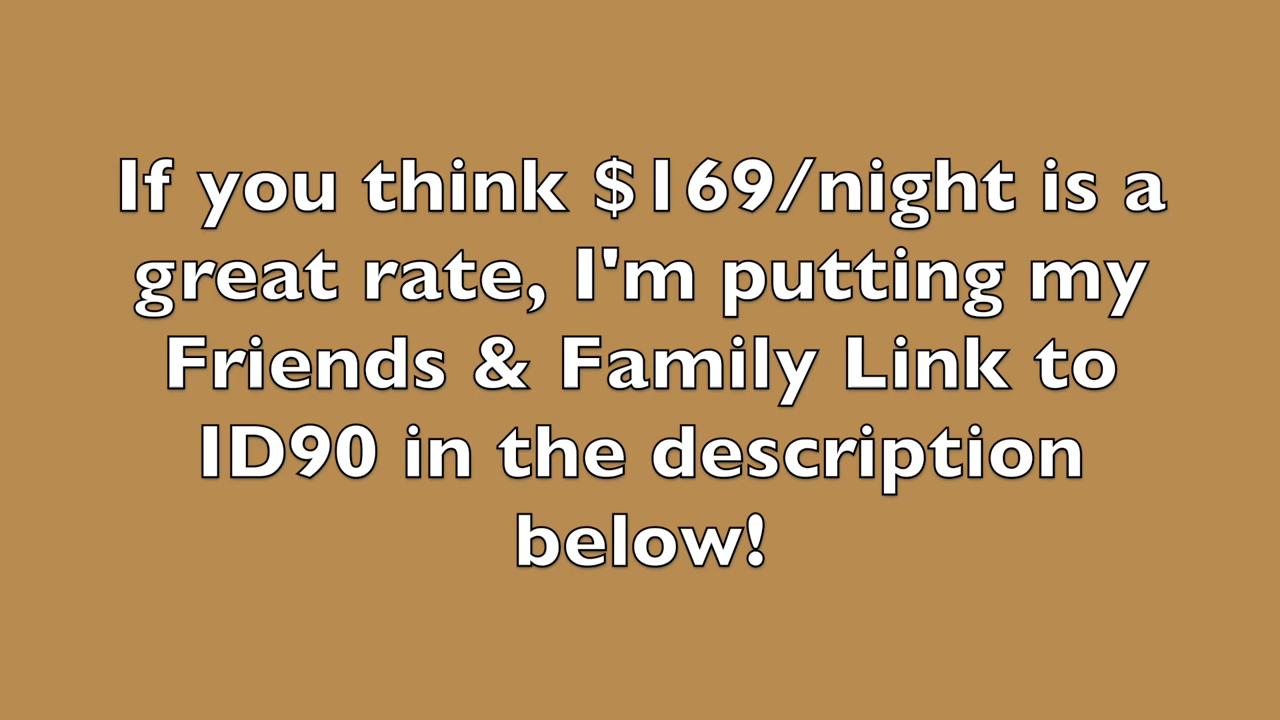 If you think $169/night is a
great rate, I'm putting my
Friends & Family Link to
ID90 in the description
below!